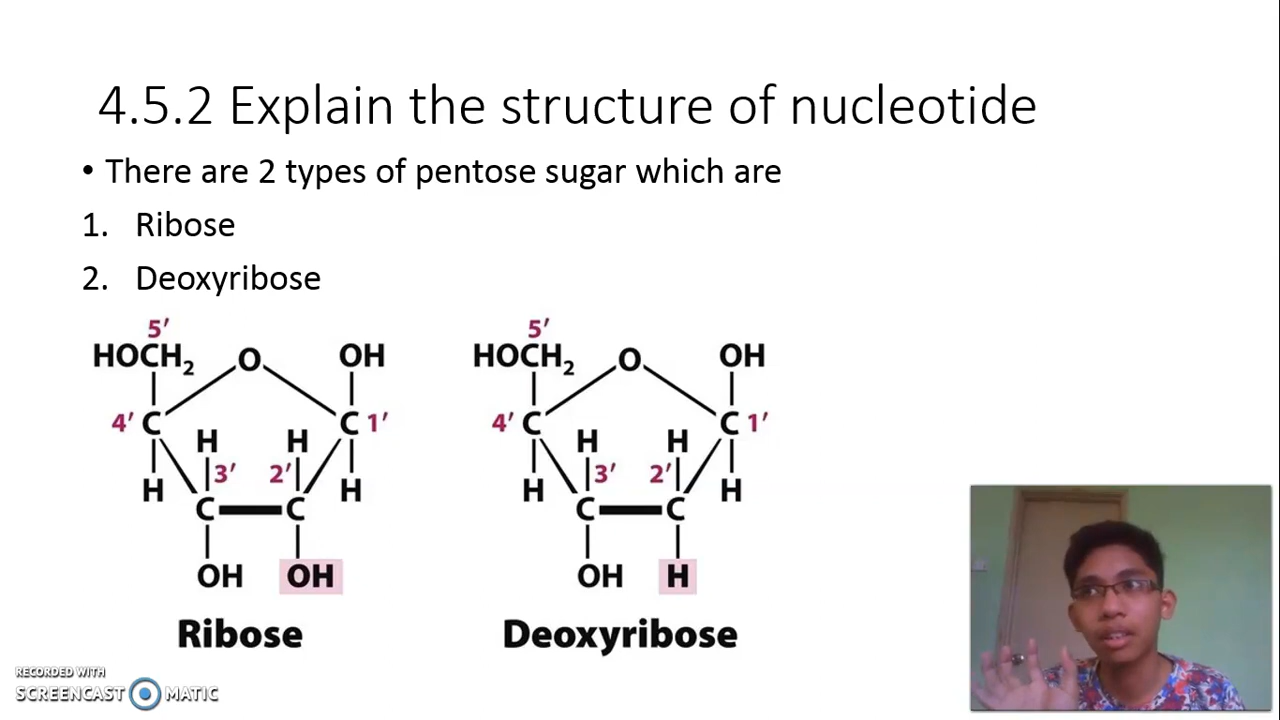 4.5.2 Explain the structure of nucleotide
• There are 2 types of pentose sugar which are
1. Ribose
2. Deoxyribose
5′ 5′
HOCH₂ O OH HOCH₂ O OH
4′ C C 1′ 4′ C C 1′
H H H H
3′ 2′ 3′ 2′
H H H H
C C C C
OH OH OH H
Ribose Deoxyribose
RECORDED WITH
SCREENCAST MATIC